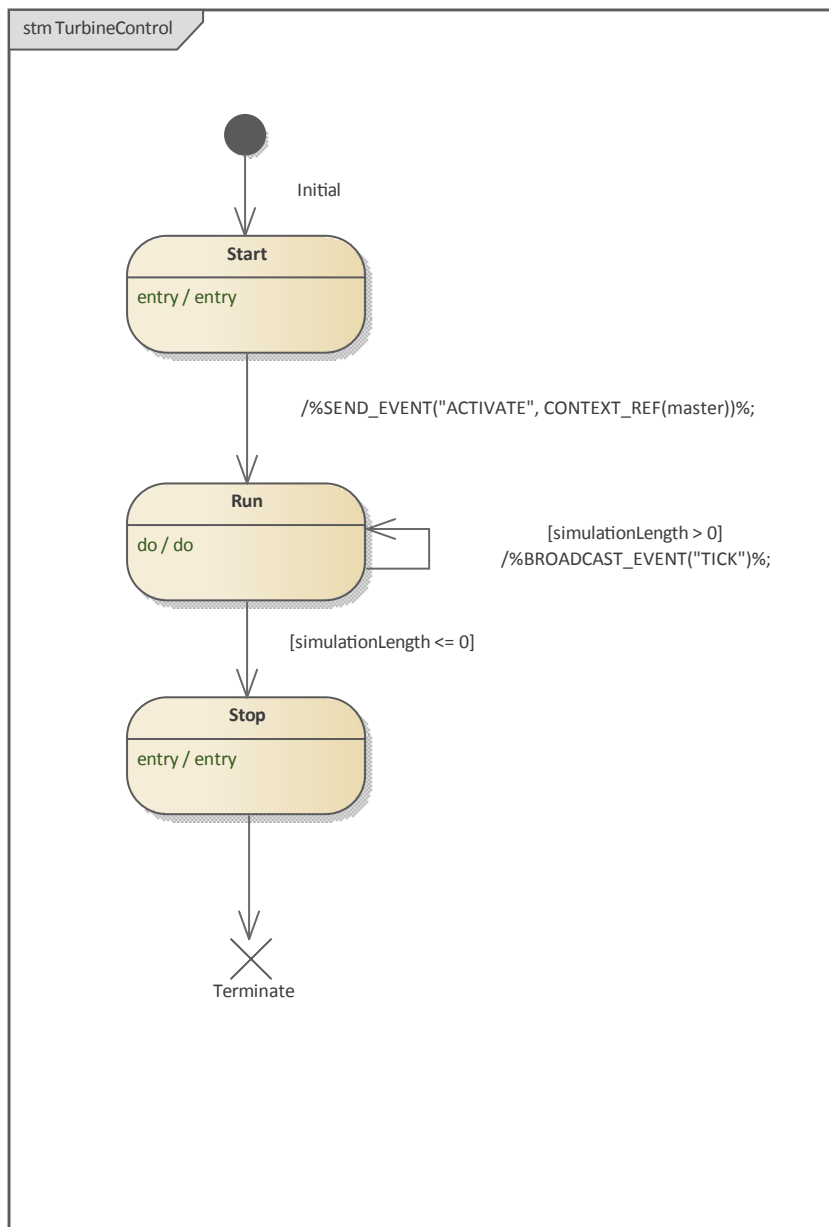 stm TurbineControl
Initial
Start
entry / entry
/%SEND_EVENT("ACTIVATE", CONTEXT_REF(master))%;
Run
do / do
[simulationLength > 0]
/%BROADCAST_EVENT("TICK")%;
[simulationLength <= 0]
Stop
entry / entry
Terminate